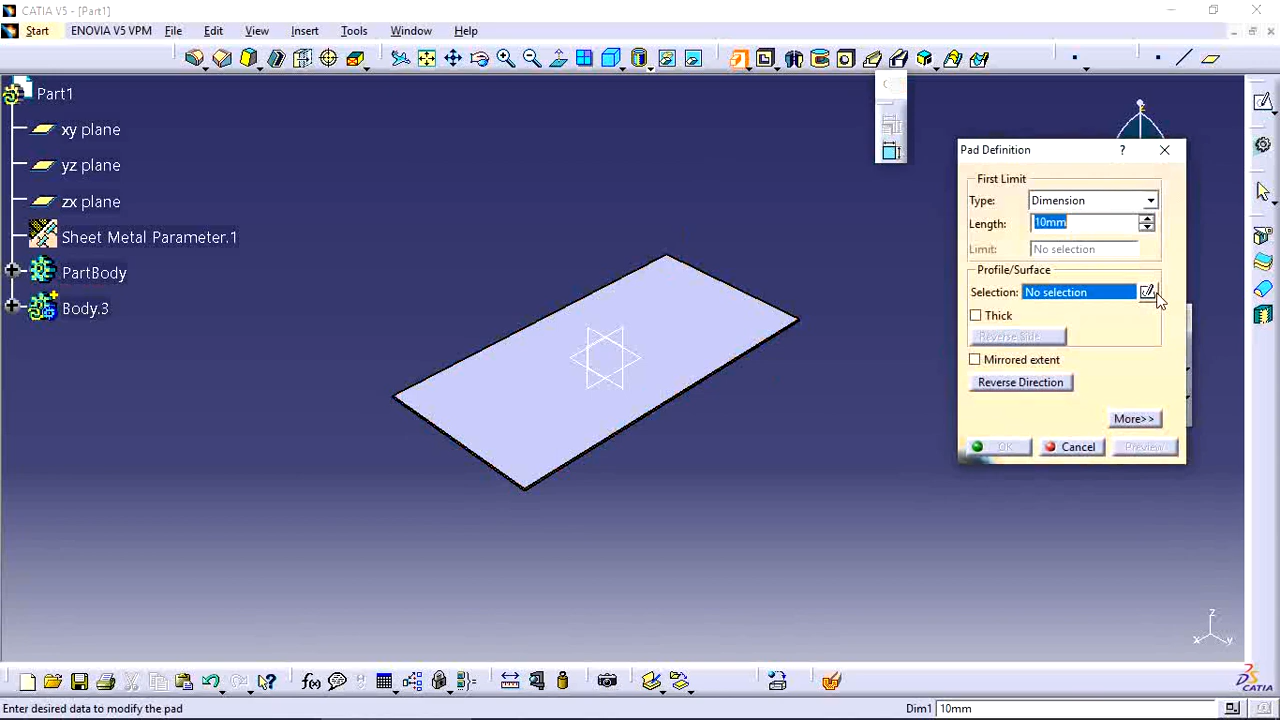 CATIA V5 - [Part1]
Start ENOVIA V5 VPM File Edit View Insert Tools Window Help
Part1
xy plane
yz plane
zx plane
Sheet Metal Parameter.1
PartBody
Body.3
Pad Definition ?
First Limit
Type: Dimension
Length: 10mm
Limit: No selection
Profile/Surface
Selection: No selection
Thick
Reverse Side
Mirrored extent
Reverse Direction
More>>
OK Cancel Preview
z
x y
f(x)
CATIA
Enter desired data to modify the pad Dim1 10mm